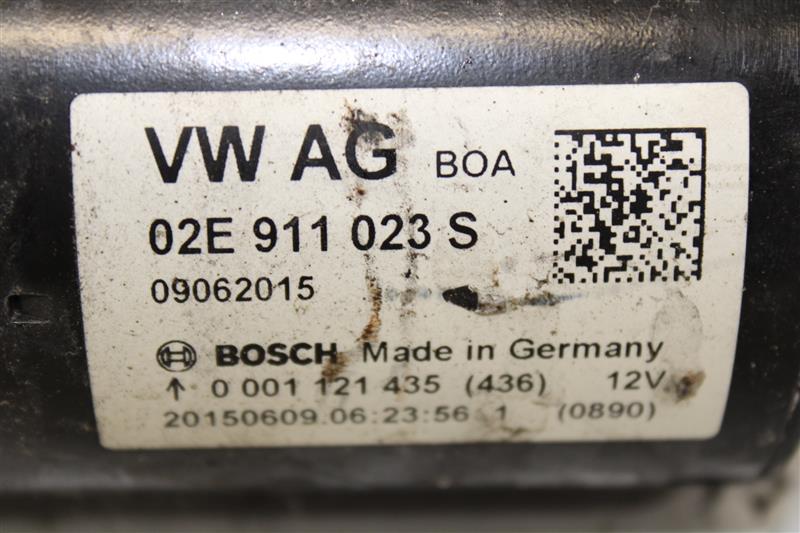 VW AG BOA
02E 911 023 S
09062015
BOSCH Made in Germany
↑ 0 001 121 435 (436) 12V
20150609.06:23:56 1 (0890)